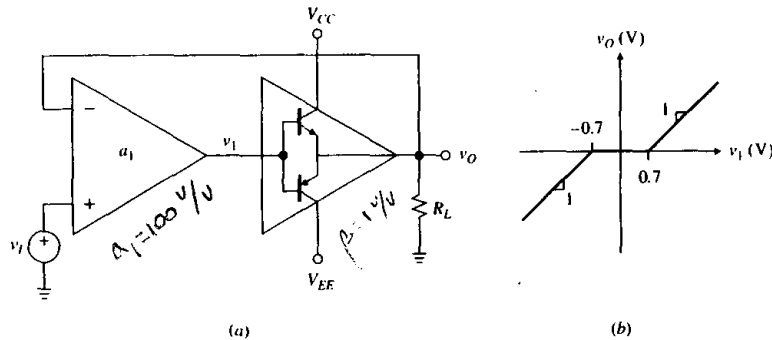 V_CC
v_O (V)
−
a_1
v_1
+
v_I
a_1=100 V/V
v_O
β=1 V/V
R_L
V_EE
1
−0.7
v_1 (V)
0.7
1
(a)
(b)